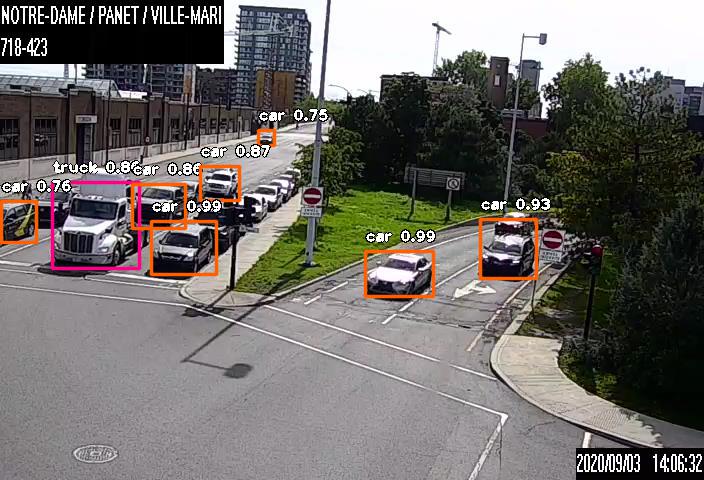 NOTRE-DAME / PANET / VILLE-MARI
718-423
car 0.75
car 0.87
truck 0.86
car 0.86
car 0.76
car 0.99
car 0.93
car 0.99
2020/09/03 14:06:32